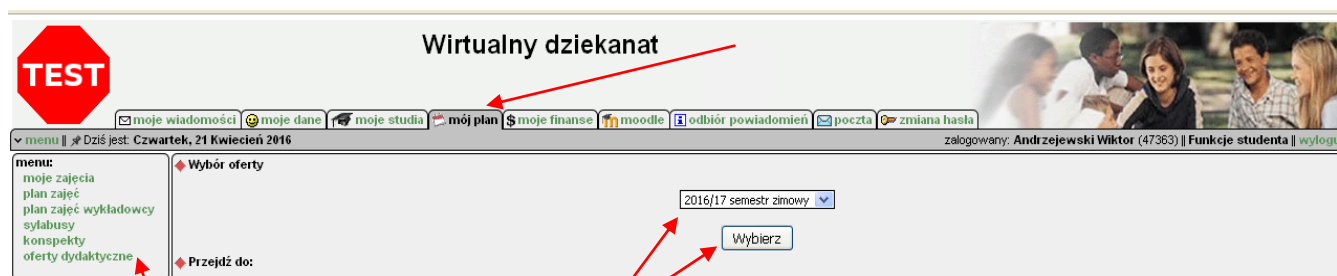 Wirtualny dziekanat
TEST
moje wiadomości moje dane moje studia mój plan $ moje finanse moodle odbiór powiadomień poczta zmiana hasła
menu || Dziś jest: Czwartek, 21 Kwiecień 2016 zalogowany: Andrzejewski Wiktor (47363) || Funkcje studenta || wylogu
menu:
moje zajęcia
plan zajęć
plan zajęć wykładowcy
sylabusy
konspekty
oferty dydaktyczne
Wybór oferty
2016/17 semestr zimowy
Wybierz
Przejdź do: